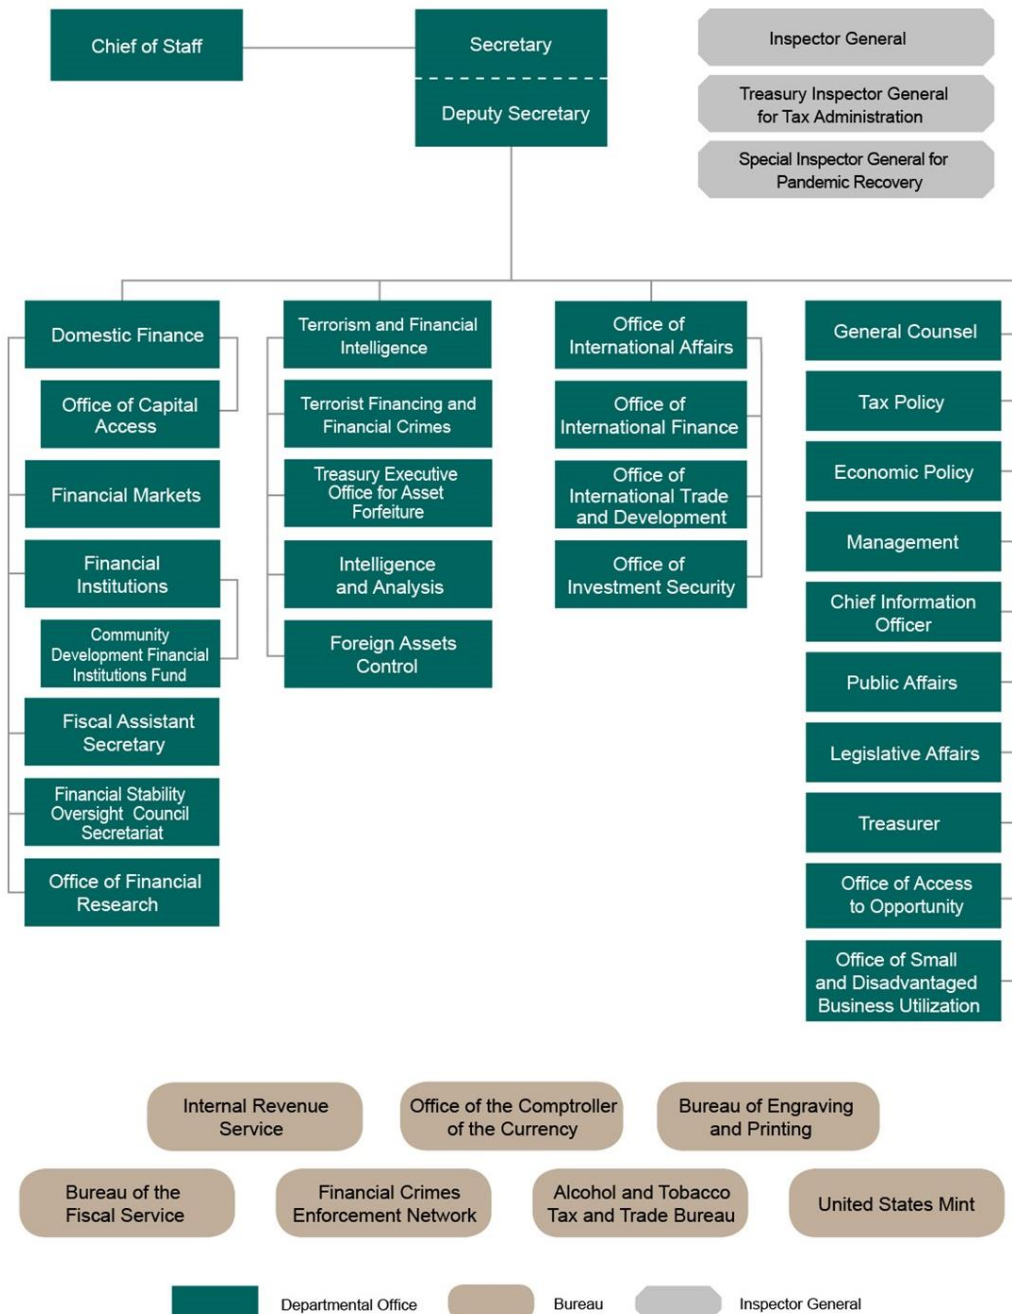 Chief of Staff
Secretary
Deputy Secretary
Inspector General
Treasury Inspector General
for Tax Administration
Special Inspector General for
Pandemic Recovery
Domestic Finance
Office of Capital
Access
Financial Markets
Financial
Institutions
Community
Development Financial
Institutions Fund
Fiscal Assistant
Secretary
Financial Stability
Oversight Council
Secretariat
Office of Financial
Research
Terrorism and Financial
Intelligence
Terrorist Financing and
Financial Crimes
Treasury Executive
Office for Asset
Forfeiture
Intelligence
and Analysis
Foreign Assets
Control
Office of
International Affairs
Office of
International Finance
Office of
International Trade
and Development
Office of
Investment Security
General Counsel
Tax Policy
Economic Policy
Management
Chief Information
Officer
Public Affairs
Legislative Affairs
Treasurer
Office of Access
to Opportunity
Office of Small
and Disadvantaged
Business Utilization
Internal Revenue
Service
Office of the Comptroller
of the Currency
Bureau of Engraving
and Printing
Bureau of the
Fiscal Service
Financial Crimes
Enforcement Network
Alcohol and Tobacco
Tax and Trade Bureau
United States Mint
Departmental Office
Bureau
Inspector General